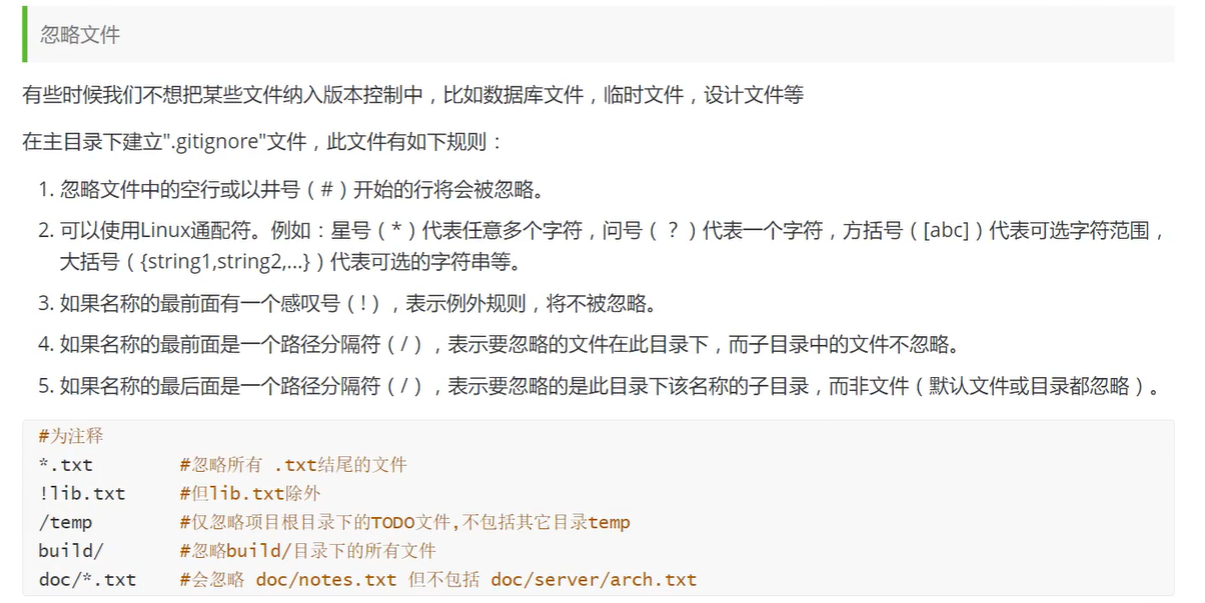 忽略文件
有些时候我们不想把某些文件纳入版本控制中，比如数据库文件，临时文件，设计文件等
在主目录下建立".gitignore"文件，此文件有如下规则：
1. 忽略文件中的空行或以井号（#）开始的行将会被忽略。
2. 可以使用Linux通配符。例如：星号（*）代表任意多个字符，问号（？）代表一个字符，方括号（[abc]）代表可选字符范围，
大括号（{string1,string2,...}）代表可选的字符串等。
3. 如果名称的最前面有一个感叹号（!），表示例外规则，将不被忽略。
4. 如果名称的最前面是一个路径分隔符（/），表示要忽略的文件在此目录下，而子目录中的文件不忽略。
5. 如果名称的最后面是一个路径分隔符（/），表示要忽略的是此目录下该名称的子目录，而非文件（默认文件或目录都忽略）。
#为注释
*.txt #忽略所有 .txt结尾的文件
!lib.txt #但lib.txt除外
/temp #仅忽略项目根目录下的TODO文件,不包括其它目录temp
build/ #忽略build/目录下的所有文件
doc/*.txt #会忽略 doc/notes.txt 但不包括 doc/server/arch.txt